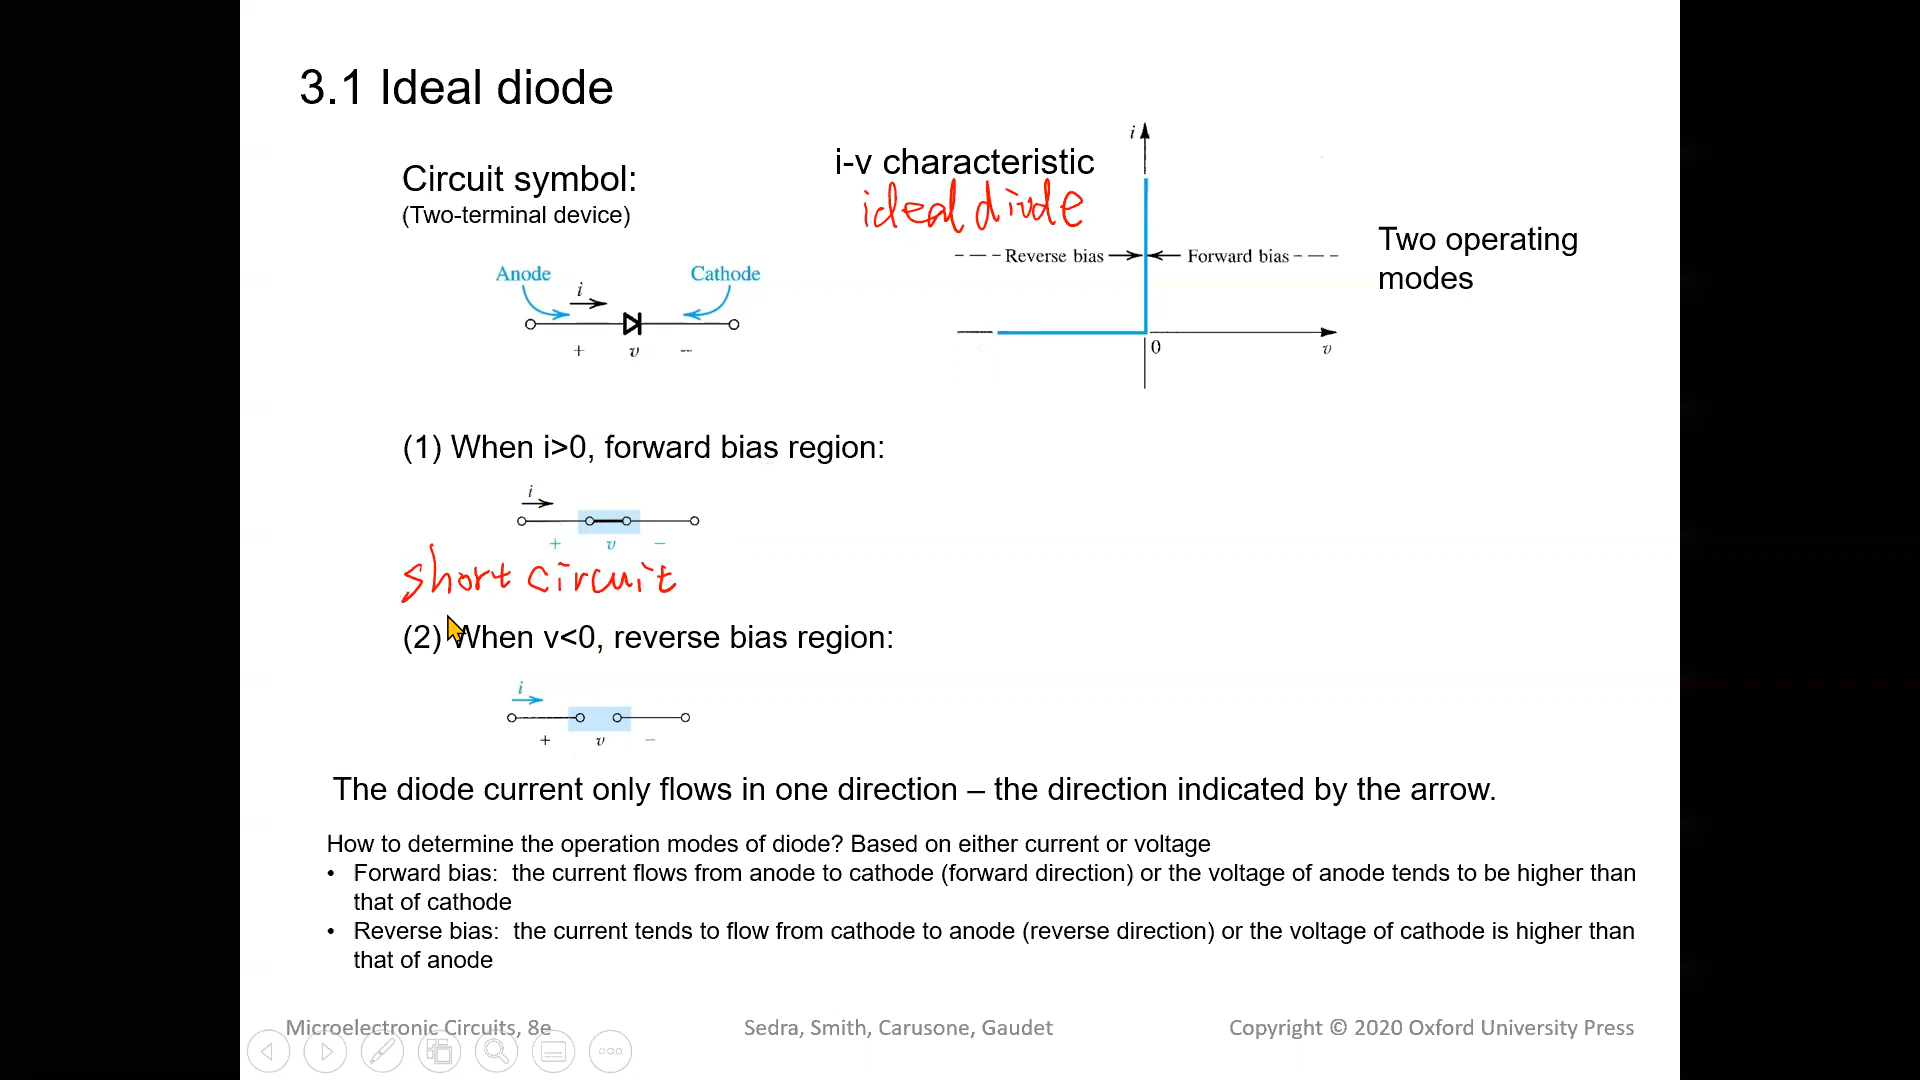 3.1 Ideal diode
Circuit symbol:
(Two-terminal device)
Anode
Cathode
i
+ v −
i-v characteristic
ideal diode
i
Reverse bias
Forward bias
0
v
Two operating
modes
(1) When i>0, forward bias region:
i
+ v −
short circuit
(2) When v<0, reverse bias region:
i
+ v −
The diode current only flows in one direction – the direction indicated by the arrow.
How to determine the operation modes of diode? Based on either current or voltage
• Forward bias: the current flows from anode to cathode (forward direction) or the voltage of anode tends to be higher than
that of cathode
• Reverse bias: the current tends to flow from cathode to anode (reverse direction) or the voltage of cathode is higher than
that of anode
Microelectronic Circuits, 8e
Sedra, Smith, Carusone, Gaudet
Copyright © 2020 Oxford University Press